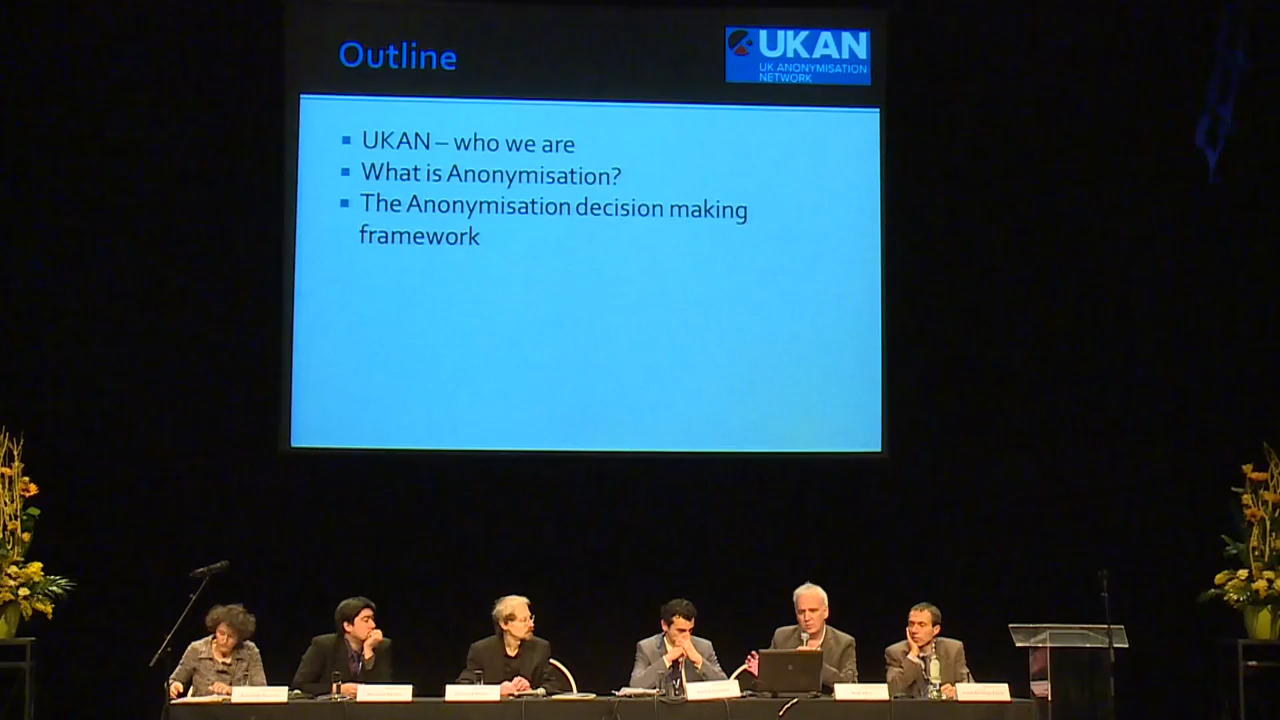 Outline
UKAN
UK ANONYMISATION
NETWORK
UKAN – who we are
What is Anonymisation?
The Anonymisation decision making
framework